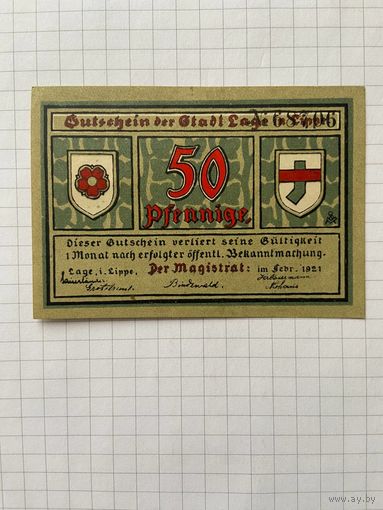 Gutschein der Stadt Lage in Lippe
50
Pfennige
Dieser Gutschein verliert seine Gültigkeit
1 Monat nach erfolgter öffentl. Bekanntmachung.
Lage, i. Lippe, Der Magistrat: im Febr. 1921
www.ay.by